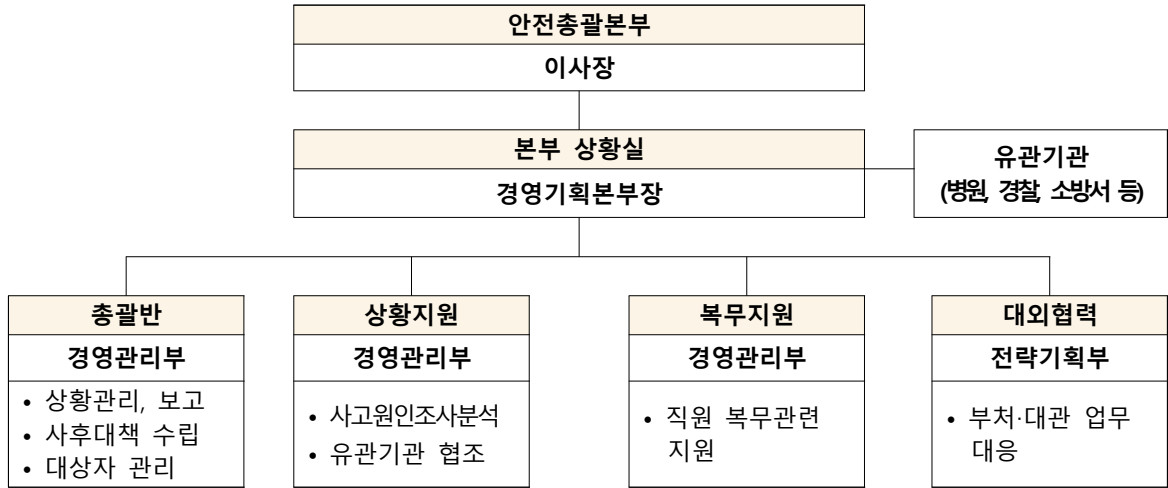 안전총괄본부
이사장
본부 상황실
경영기획본부장
유관기관
(병원, 경찰, 소방서 등)
총괄반
경영관리부
• 상황관리, 보고
• 사후대책 수립
• 대상자 관리
상황지원
경영관리부
• 사고원인조사분석
• 유관기관 협조
복무지원
경영관리부
• 직원 복무관련
지원
대외협력
전략기획부
• 부처·대관 업무
대응